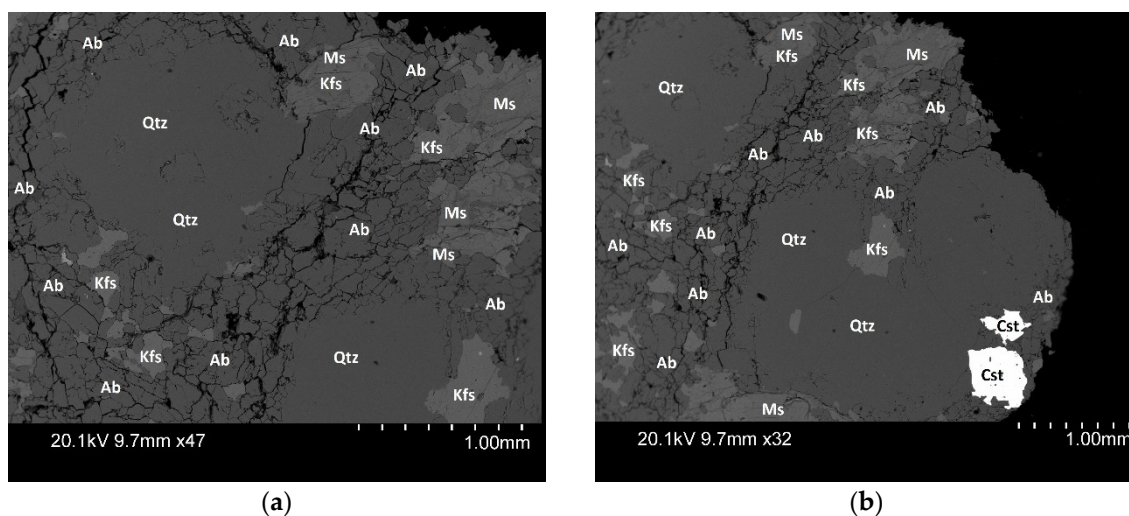 Ab
Ab
Ms
Kfs
Ab
Ms
Qtz
Ab
Kfs
Ab
Qtz
Ab
Ms
Ms
Ab
Kfs
Ab
Qtz
Kfs
Ab
Ab
Kfs
20.1kV 9.7mm x47
1.00mm
(a)
Ms
Kfs
Ms
Qtz
Kfs
Ab
Kfs
Ab
Ab
Kfs
Ab
Kfs
Ab
Ab
Qtz
Kfs
Ab
Ab
Qtz
Cst
Kfs
Ab
Cst
Ms
20.1kV 9.7mm x32
1.00mm
(b)